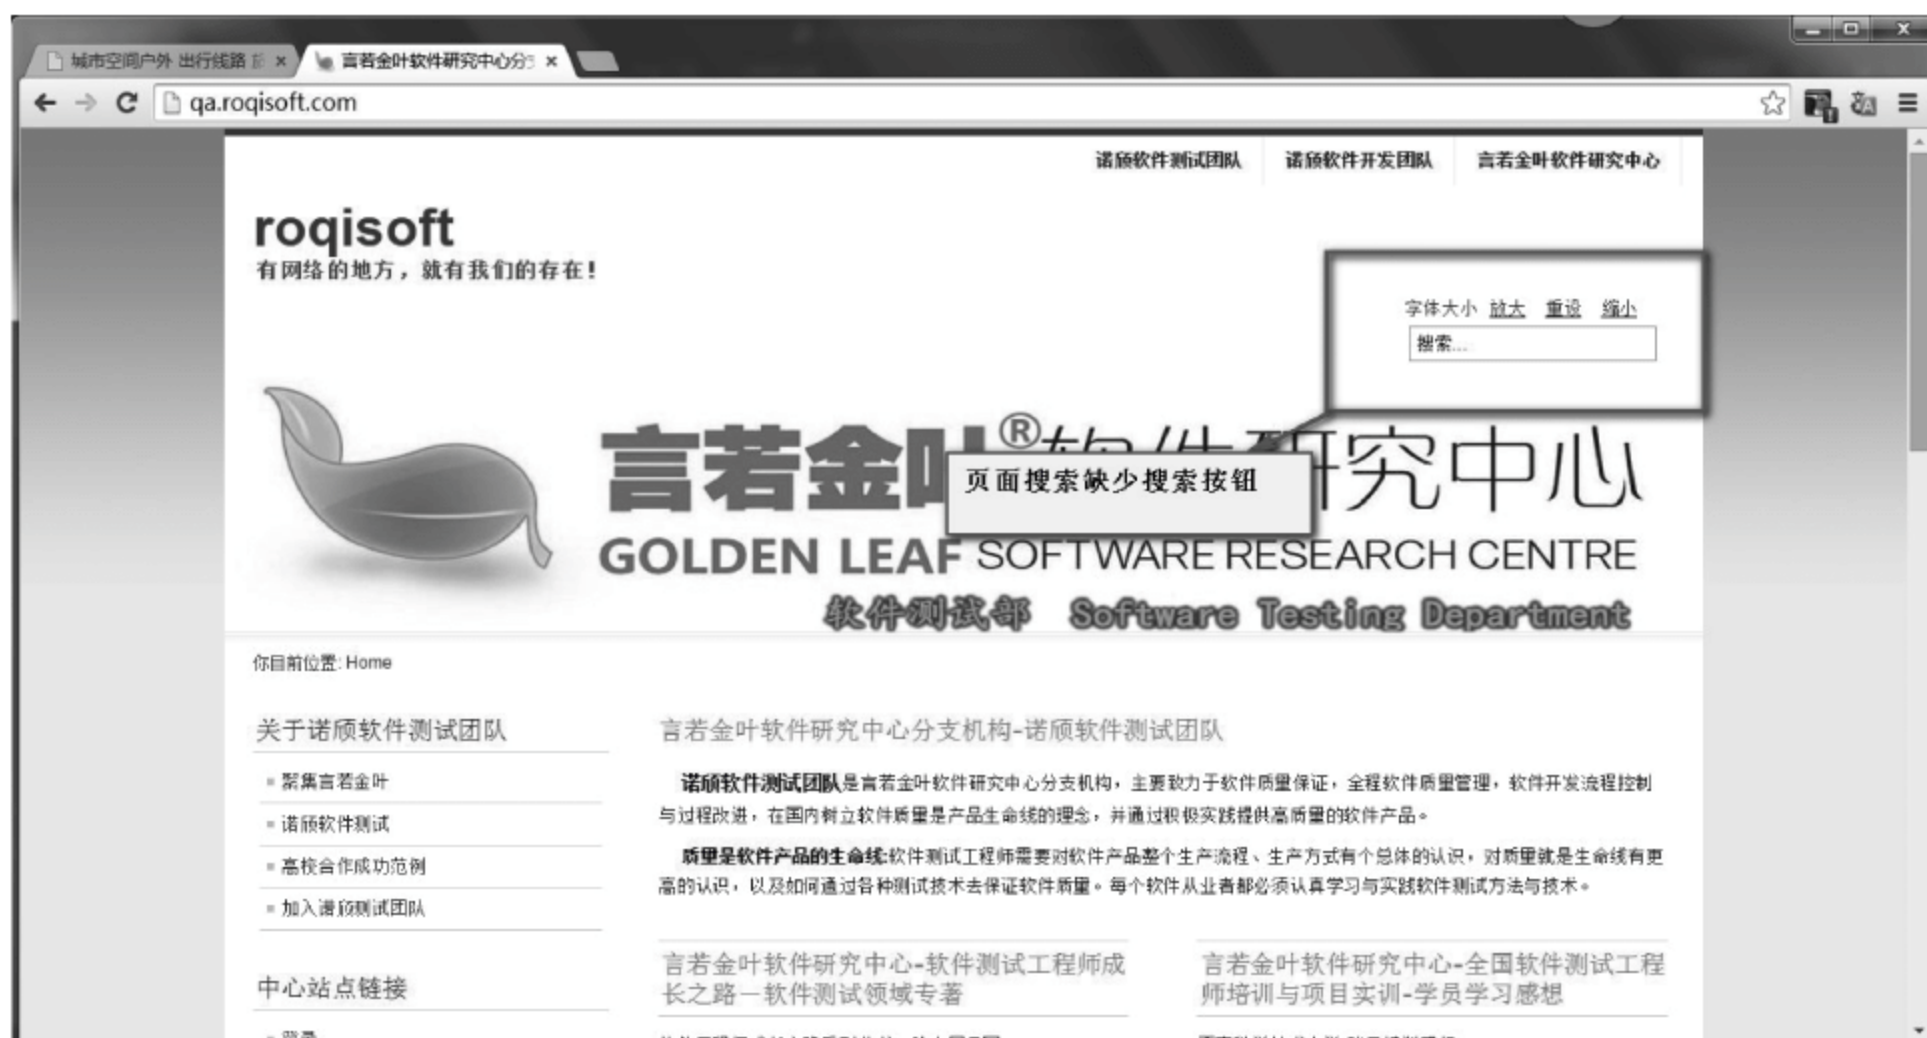 城市空间户外 出行线路
言若金叶软件研究中心分
qa.roqisoft.com
诺颀软件测试团队 诺颀软件开发团队 言若金叶软件研究中心
roqisoft
有网络的地方，就有我们的存在！
字体大小 放大 重设 缩小
搜索...
言若金叶®软件研究中心
页面搜索缺少搜索按钮
GOLDEN LEAF SOFTWARE RESEARCH CENTRE
软件测试部 Software Testing Department
你目前位置: Home
关于诺颀软件测试团队
聚集言若金叶
诺颀软件测试
高校合作成功范例
加入诺颀测试团队
中心站点链接
登录
言若金叶软件研究中心分支机构-诺颀软件测试团队
诺颀软件测试团队是言若金叶软件研究中心分支机构，主要致力于软件质量保证，全程软件质量管理，软件开发流程控制
与过程改进，在国内树立软件质量是产品生命线的理念，并通过积极实践提供高质量的软件产品。
质量是软件产品的生命线:软件测试工程师需要对软件产品整个生产流程、生产方式有个总体的认识，对质量就是生命线有更
高的认识，以及如何通过各种测试技术去保证软件质量。每个软件从业者都必须认真学习与实践软件测试方法与技术。
言若金叶软件研究中心-软件测试工程师成
长之路－软件测试领域专著
言若金叶软件研究中心-全国软件测试工程
师培训与项目实训-学员学习感想